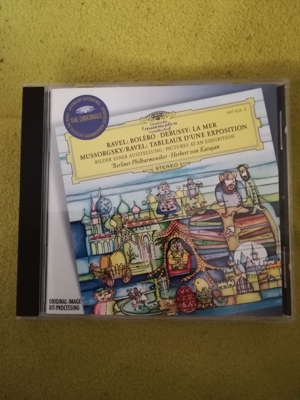 THE ORIGINALS
Deutsche
Grammophon
RAVEL: BOLÉRO · DEBUSSY: LA MER
MUSSORGSKY/RAVEL: TABLEAUX D'UNE EXPOSITION
BILDER EINER AUSSTELLUNG · PICTURES AT AN EXHIBITION
Berliner Philharmoniker · Herbert von Karajan
STEREO
ORIGINAL-IMAGE
BIT-PROCESSING